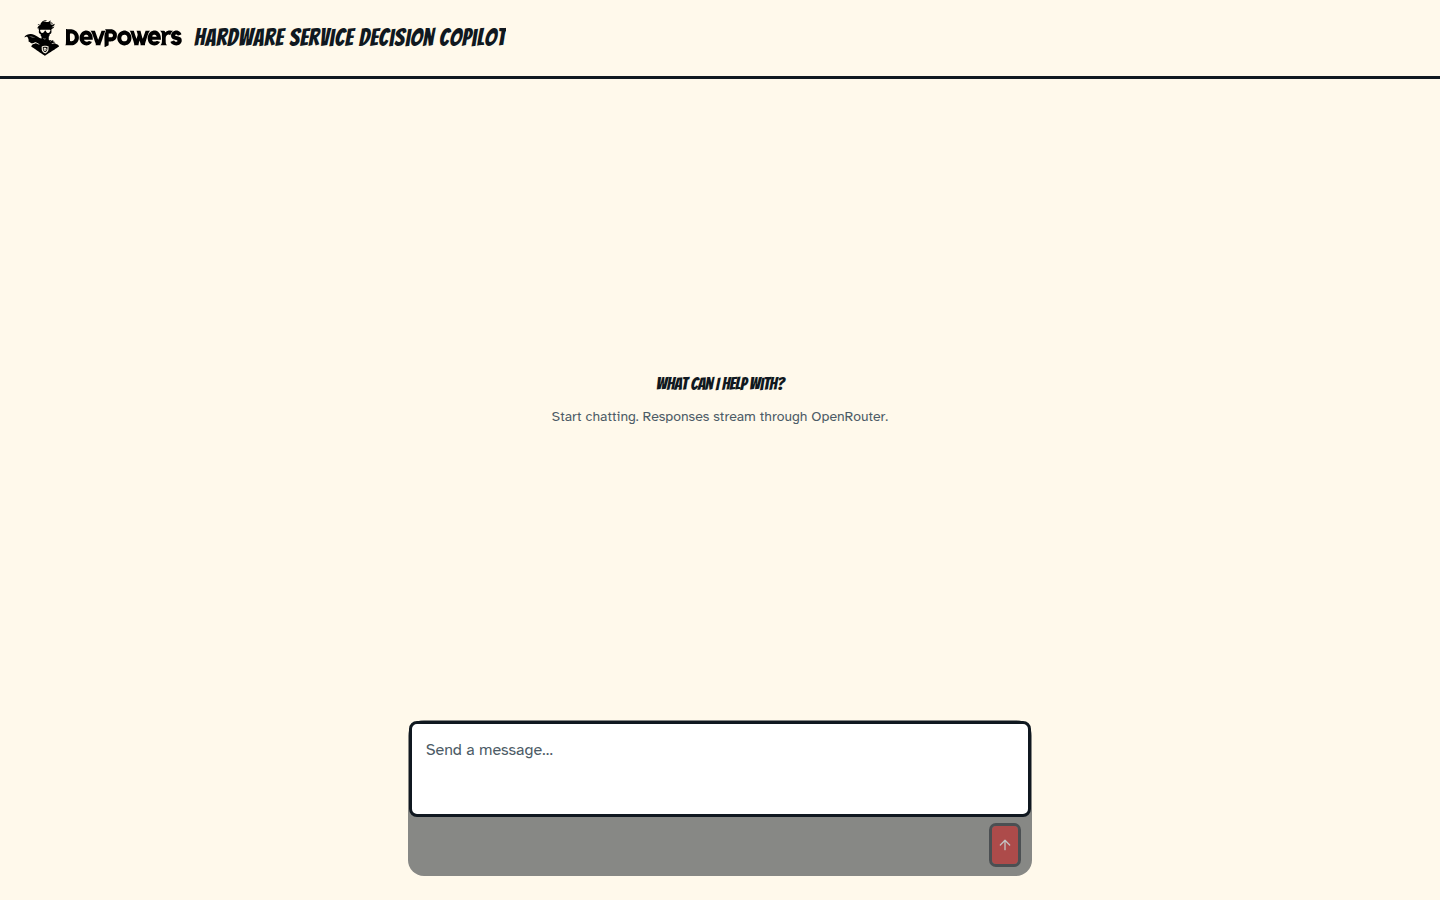 DevPowers HARDWARE SERVICE DECISION COPILOT
WHAT CAN I HELP WITH?
Start chatting. Responses stream through OpenRouter.
Send a message...